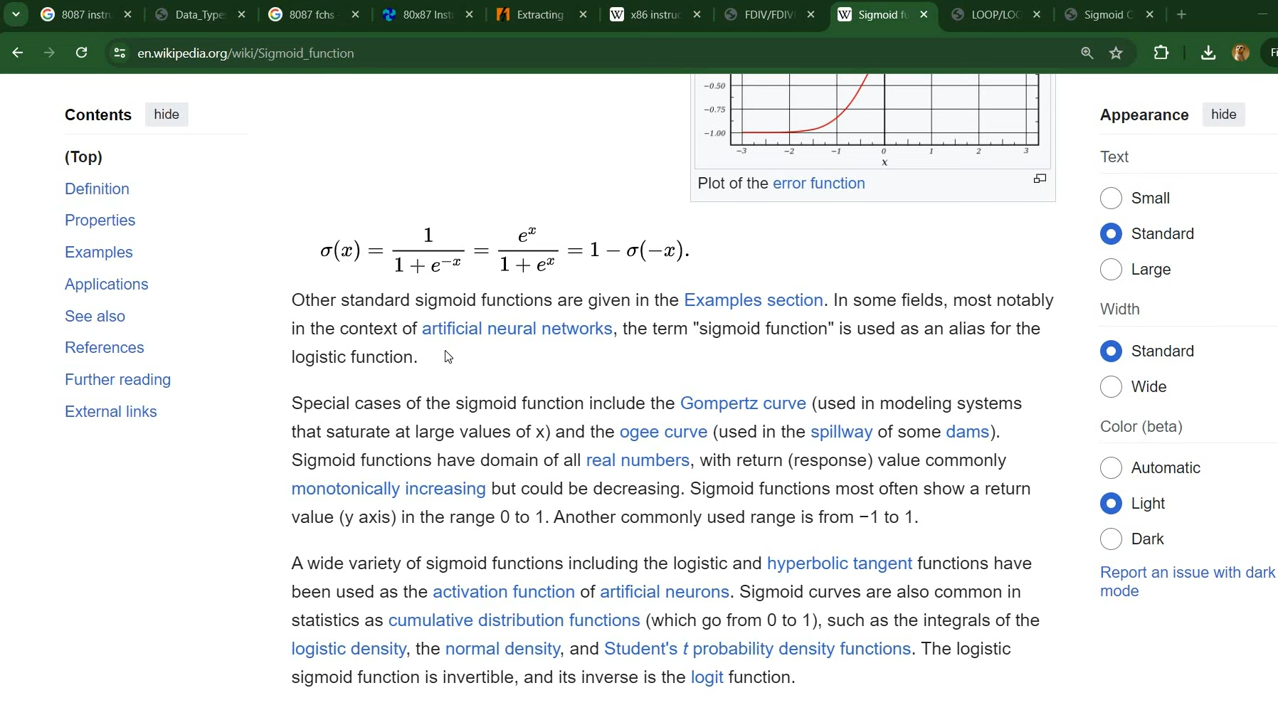 8087 instru
Data_Type
8087 fchs
80x87 Inst
Extracting
x86 instruc
FDIV/FDIV
Sigmoid fu
LOOP/LOO
Sigmoid C
en.wikipedia.org/wiki/Sigmoid_function
Contents hide
(Top)
Definition
Properties
Examples
Applications
See also
References
Further reading
External links
−0.50
−0.75
−1.00
−3 −2 −1 0 1 2 3
x
Plot of the error function
σ(x) = 1 / (1 + e^−x) = e^x / (1 + e^x) = 1 − σ(−x).
Other standard sigmoid functions are given in the Examples section. In some fields, most notably
in the context of artificial neural networks, the term "sigmoid function" is used as an alias for the
logistic function.
Special cases of the sigmoid function include the Gompertz curve (used in modeling systems
that saturate at large values of x) and the ogee curve (used in the spillway of some dams).
Sigmoid functions have domain of all real numbers, with return (response) value commonly
monotonically increasing but could be decreasing. Sigmoid functions most often show a return
value (y axis) in the range 0 to 1. Another commonly used range is from −1 to 1.
A wide variety of sigmoid functions including the logistic and hyperbolic tangent functions have
been used as the activation function of artificial neurons. Sigmoid curves are also common in
statistics as cumulative distribution functions (which go from 0 to 1), such as the integrals of the
logistic density, the normal density, and Student's t probability density functions. The logistic
sigmoid function is invertible, and its inverse is the logit function.
Appearance hide
Text
Small
Standard
Large
Width
Standard
Wide
Color (beta)
Automatic
Light
Dark
Report an issue with dark
mode